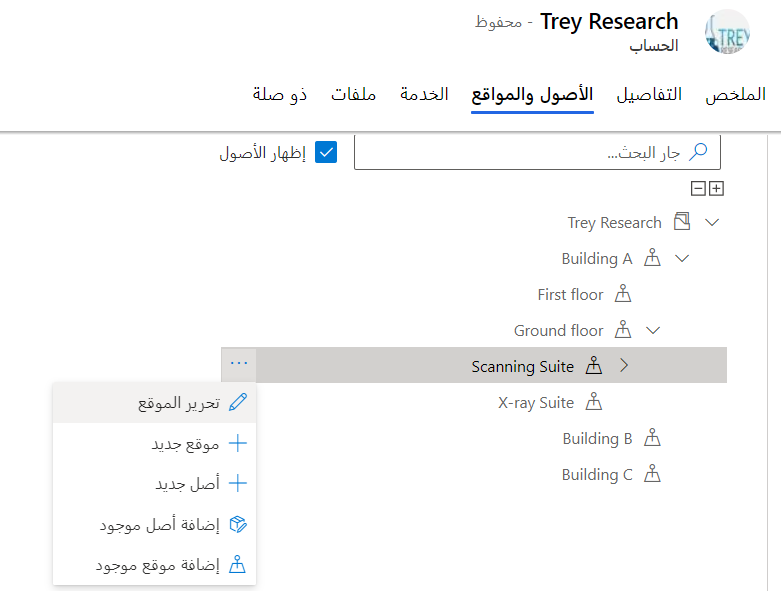 Trey Research - محفوظ
الحساب
TREY
الملخص التفاصيل الأصول والمواقع الخدمة ملفات ذو صلة
جار البحث... إظهار الأصول
Trey Research
Building A
First floor
Ground floor
Scanning Suite ...
X-ray Suite
Building B
Building C
تحرير الموقع
موقع جديد
أصل جديد
إضافة أصل موجود
إضافة موقع موجود